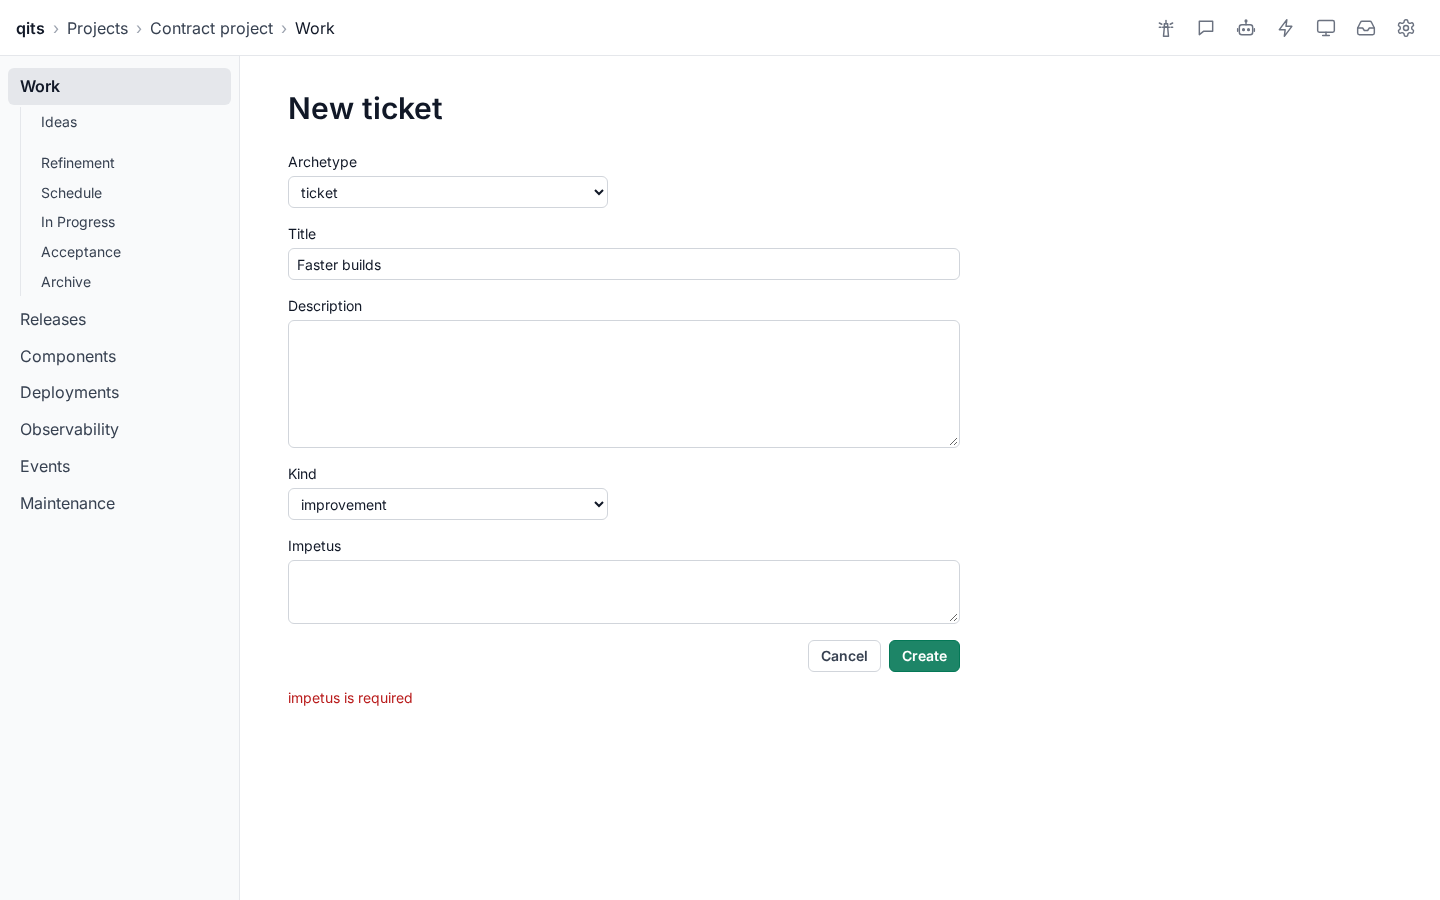 qits › Projects › Contract project › Work
Work
Ideas
Refinement
Schedule
In Progress
Acceptance
Archive
Releases
Components
Deployments
Observability
Events
Maintenance
New ticket
Archetype
ticket
Title
Faster builds
Description
Kind
improvement
Impetus
Cancel
Create
impetus is required